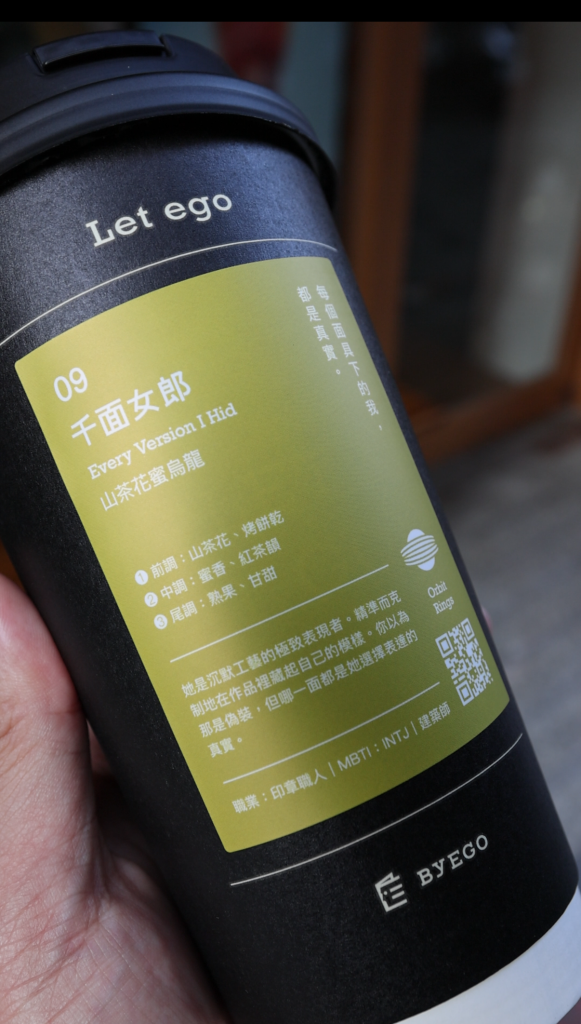 Let ego
每個面具下的我，
都是真實。
09
千面女郎
Every Version I Hid
山茶花蜜烏龍
1 前調：山茶花、烤餅乾
2 中調：蜜香、紅茶韻
3 尾調：熟果、甘甜
Orbit
Rings
她是沉默工藝的極致表現者。精準而克
制地在作品裡藏起自己的模樣。你以為
那是偽裝，但哪一面都是她選擇表達的
真實。
職業：印章職人｜MBTI：INTJ｜建築師
BYEGO